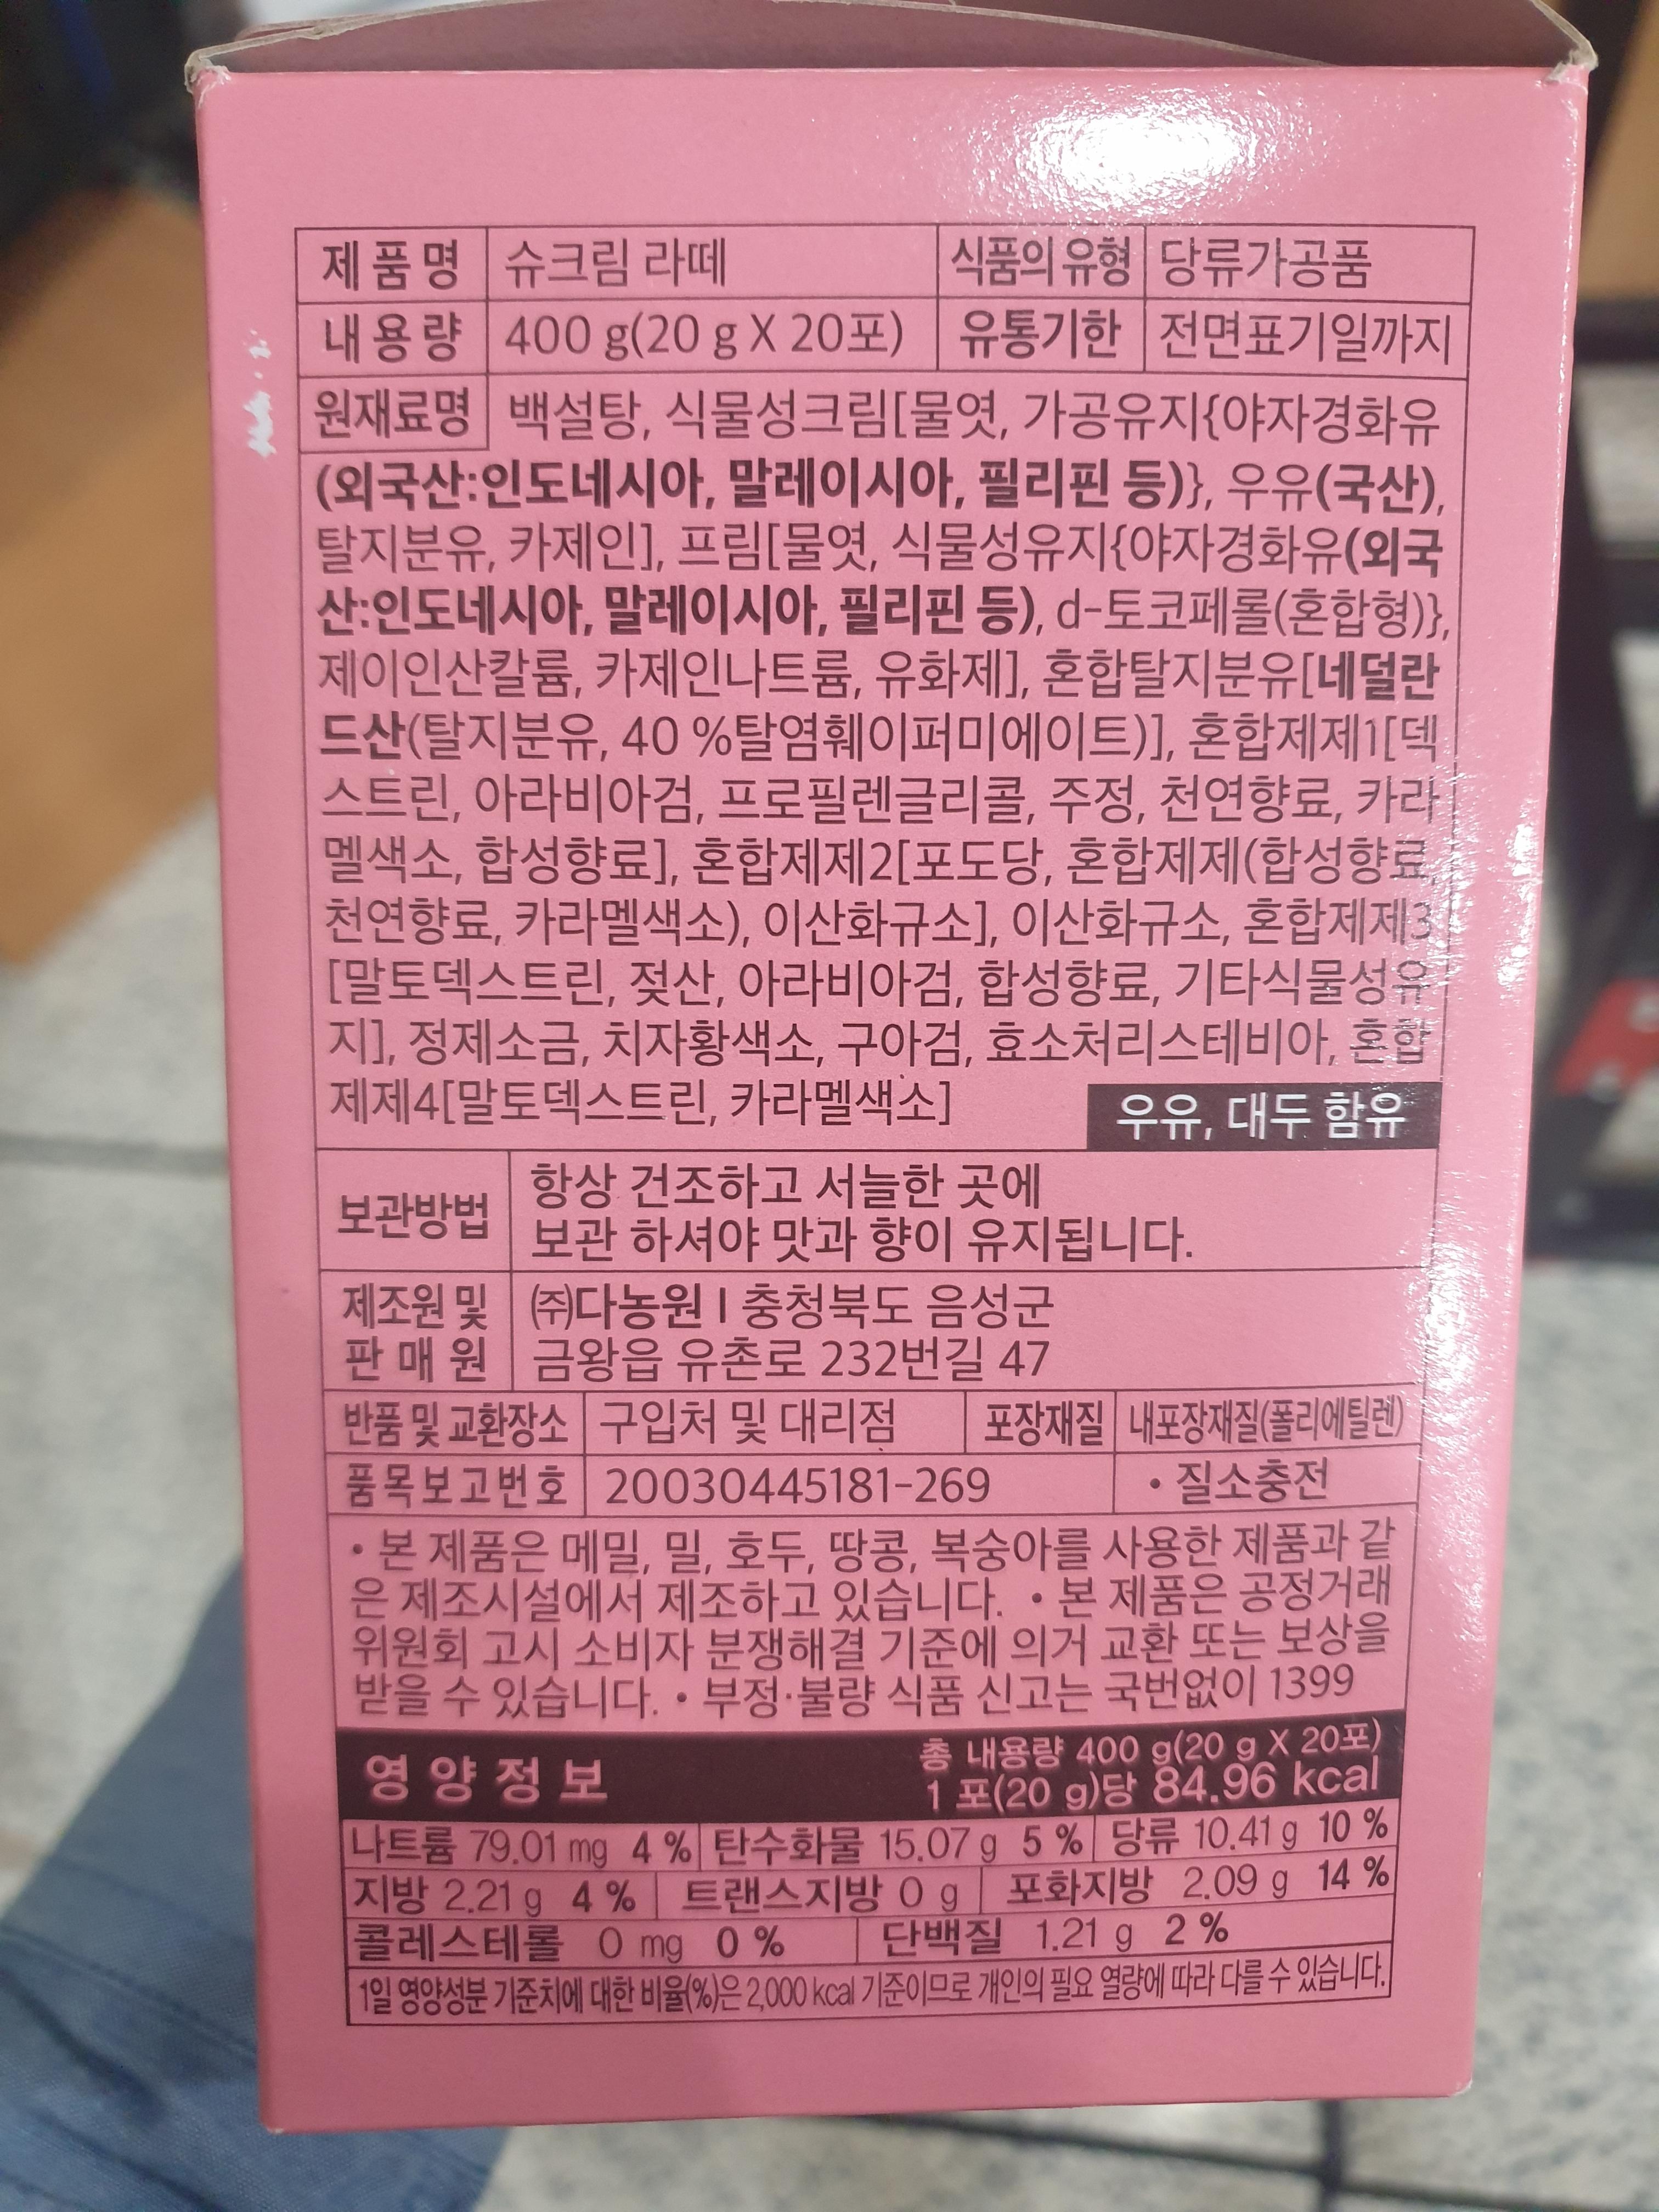 제품명 슈크림 라떼 식품의 유형 당류가공품
내용량 400 g(20 g X 20포) 유통기한 전면표기일까지
원재료명 백설탕, 식물성크림[물엿, 가공유지{야자경화유
(외국산:인도네시아, 말레이시아, 필리핀 등)}, 우유(국산),
탈지분유, 카제인], 프림[물엿, 식물성유지{야자경화유(외국
산:인도네시아, 말레이시아, 필리핀 등), d-토코페롤(혼합형)},
제이인산칼륨, 카제인나트륨, 유화제], 혼합탈지분유[네덜란
드산(탈지분유, 40 %탈염훼이퍼미에이트)], 혼합제제1[덱
스트린, 아라비아검, 프로필렌글리콜, 주정, 천연향료, 카라
멜색소, 합성향료], 혼합제제2[포도당, 혼합제제(합성향료,
천연향료, 카라멜색소), 이산화규소], 이산화규소, 혼합제제3
[말토덱스트린, 젖산, 아라비아검, 합성향료, 기타식물성유
지], 정제소금, 치자황색소, 구아검, 효소처리스테비아, 혼합
제제4[말토덱스트린, 카라멜색소]
우유, 대두 함유
보관방법 항상 건조하고 서늘한 곳에
보관 하셔야 맛과 향이 유지됩니다.
제조원 및 ㈜다농원 l 충청북도 음성군
판매원 금왕읍 유촌로 232번길 47
반품 및 교환장소 구입처 및 대리점 포장재질 내포장재질(폴리에틸렌)
품목보고번호 20030445181-269 • 질소충전
• 본 제품은 메밀, 밀, 호두, 땅콩, 복숭아를 사용한 제품과 같
은 제조시설에서 제조하고 있습니다. • 본 제품은 공정거래
위원회 고시 소비자 분쟁해결 기준에 의거 교환 또는 보상을
받을 수 있습니다. • 부정·불량 식품 신고는 국번없이 1399
영양정보 총 내용량 400 g(20 g X 20포)
1 포(20 g)당 84.96 kcal
나트륨 79.01 mg 4 % 탄수화물 15.07 g 5 % 당류 10.41 g 10 %
지방 2.21 g 4 % 트랜스지방 0 g 포화지방 2.09 g 14 %
콜레스테롤 0 mg 0 % 단백질 1.21 g 2 %
1일 영양성분 기준치에 대한 비율(%)은 2,000 kcal 기준이므로 개인의 필요 열량에 따라 다를 수 있습니다.